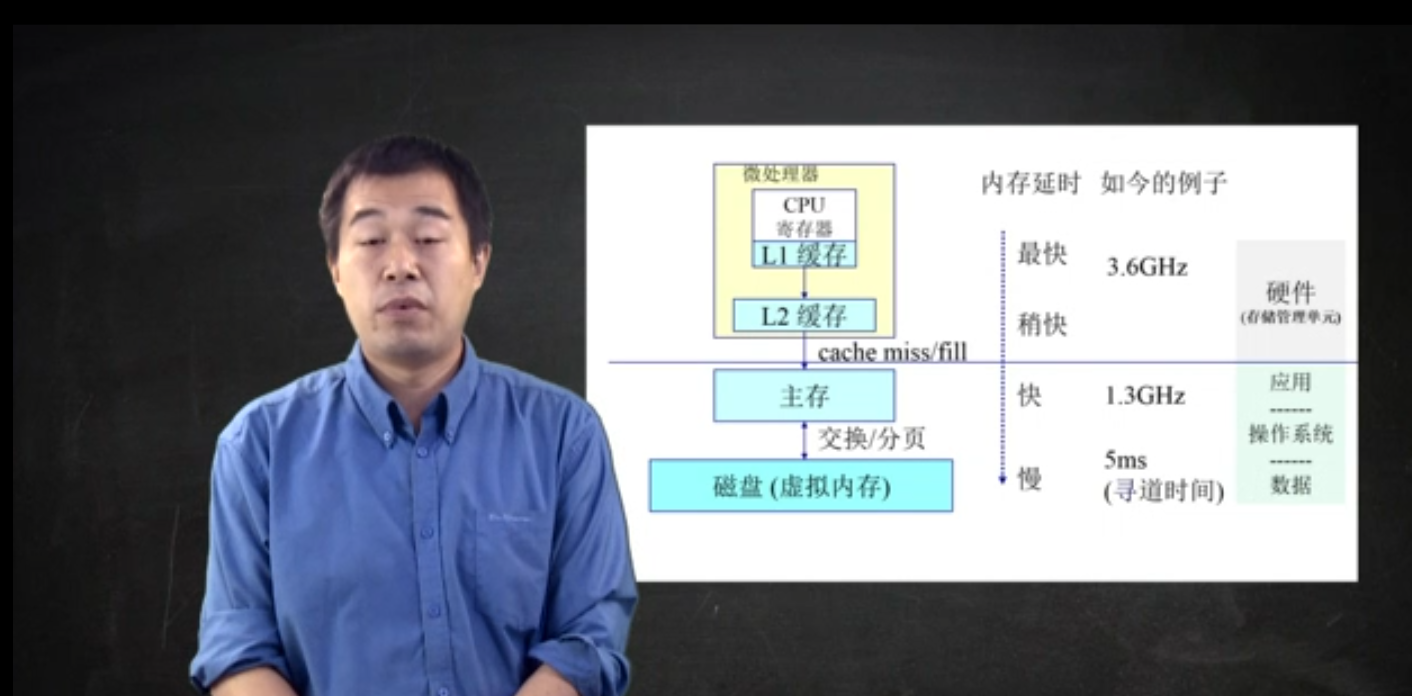 微处理器
CPU
寄存器
L1 缓存
L2 缓存
cache miss/fill
主存
交换/分页
磁盘 (虚拟内存)
内存延时 如今的例子
最快
3.6GHz
稍快
快
1.3GHz
慢
5ms
(寻道时间)
硬件
(存储管理单元)
应用
------
操作系统
------
数据